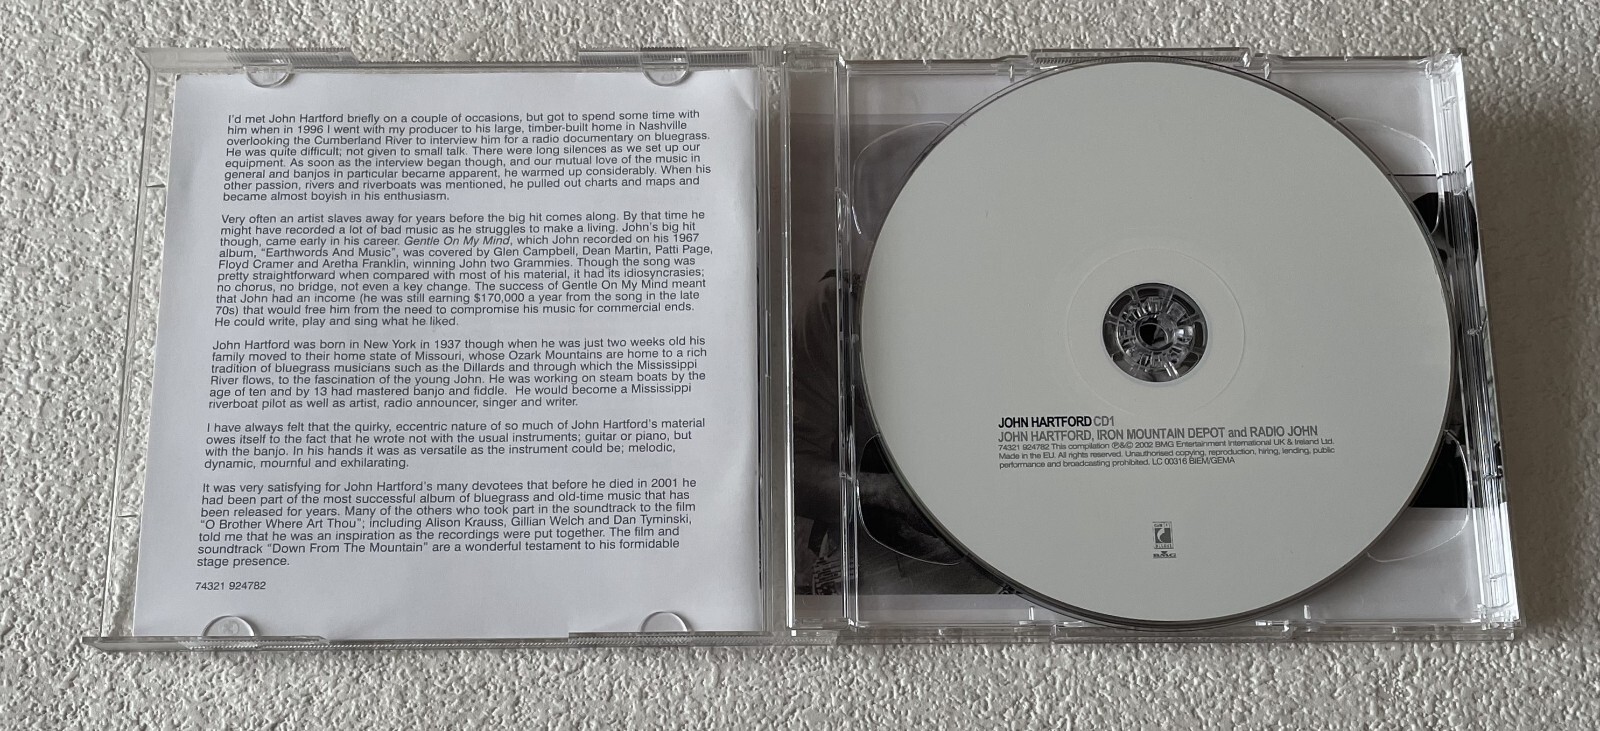 I'd met John Hartford briefly on a couple of occasions, but got to spend some time with
him when in 1996 I went with my producer to his large, timber-built home in Nashville
overlooking the Cumberland River to interview him for a radio documentary on bluegrass.
He was quite difficult; not given to small talk. There were long silences as we set up our
equipment. As soon as the interview began though, and our mutual love of the music in
general and banjos in particular became apparent, he warmed up considerably. When his
other passion, rivers and riverboats was mentioned, he pulled out charts and maps and
became almost boyish in his enthusiasm.
Very often an artist slaves away for years before the big hit comes along. By that time he
might have recorded a lot of bad music as he struggles to make a living. John's big hit
though, came early in his career. Gentle On My Mind, which John recorded on his 1967
album, "Earthwords And Music", was covered by Glen Campbell, Dean Martin, Patti Page,
Floyd Cramer and Aretha Franklin, winning John two Grammies. Though the song was
pretty straightforward when compared with most of his material, it had its idiosyncrasies;
no chorus, no bridge, not even a key change. The success of Gentle On My Mind meant
that John had an income (he was still earning $170,000 a year from the song in the late
70s) that would free him from the need to compromise his music for commercial ends.
He could write, play and sing what he liked.
John Hartford was born in New York in 1937 though when he was just two weeks old his
family moved to their home state of Missouri, whose Ozark Mountains are home to a rich
tradition of bluegrass musicians such as the Dillards and through which the Mississippi
River flows, to the fascination of the young John. He was working on steam boats by the
age of ten and by 13 had mastered banjo and fiddle. He would become a Mississippi
riverboat pilot as well as artist, radio announcer, singer and writer.
I have always felt that the quirky, eccentric nature of so much of John Hartford's material
owes itself to the fact that he wrote not with the usual instruments; guitar or piano, but
with the banjo. In his hands it was as versatile as the instrument could be; melodic,
dynamic, mournful and exhilarating.
It was very satisfying for John Hartford's many devotees that before he died in 2001 he
had been part of the most successful album of bluegrass and old-time music that has
been released for years. Many of the others who took part in the soundtrack to the film
"O Brother Where Art Thou"; including Alison Krauss, Gillian Welch and Dan Tyminski,
told me that he was an inspiration as the recordings were put together. The film and
soundtrack "Down From The Mountain" are a wonderful testament to his formidable
stage presence.
74321 924782
JOHN HARTFORD CD1
JOHN HARTFORD, IRON MOUNTAIN DEPOT and RADIO JOHN
74321 924782 This compilation ℗&© 2002 BMG Entertainment International UK & Ireland Ltd.
Made in the EU. All rights reserved. Unauthorised copying, reproduction, hiring, lending, public
performance and broadcasting prohibited. LC 00316 BIEM/GEMA
BMG